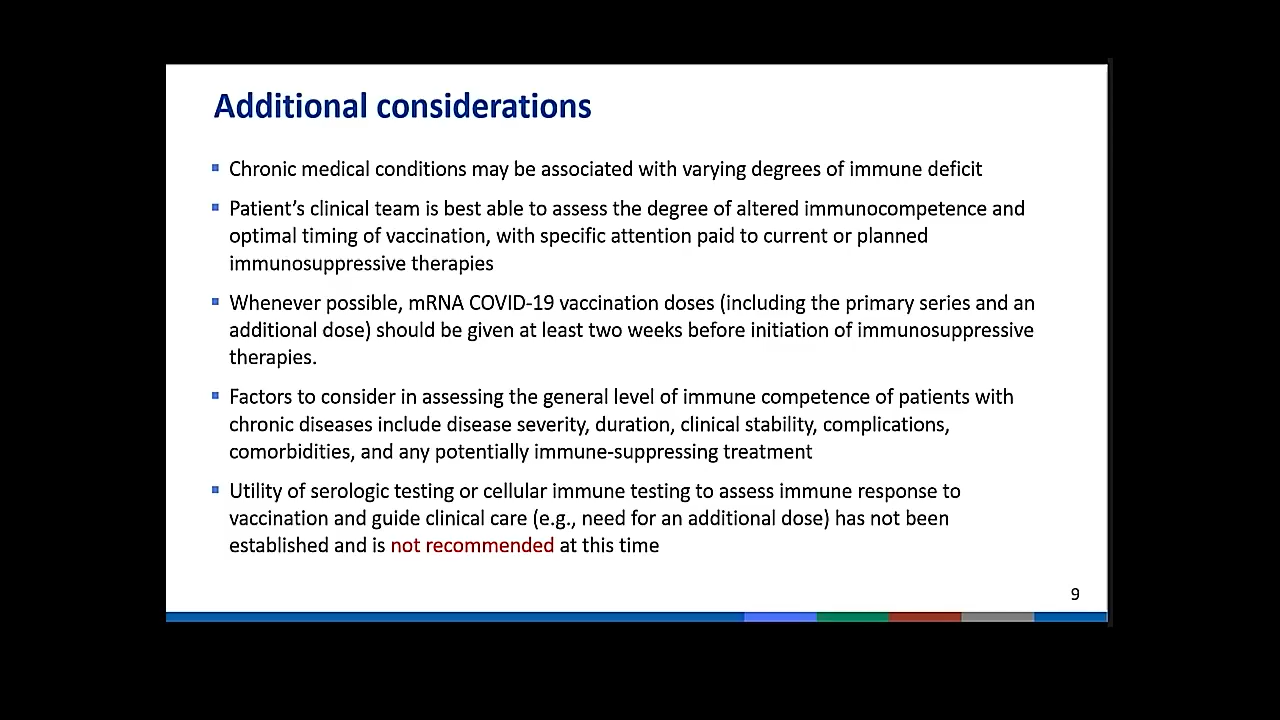 Additional considerations
Chronic medical conditions may be associated with varying degrees of immune deficit
Patient’s clinical team is best able to assess the degree of altered immunocompetence and
optimal timing of vaccination, with specific attention paid to current or planned
immunosuppressive therapies
Whenever possible, mRNA COVID-19 vaccination doses (including the primary series and an
additional dose) should be given at least two weeks before initiation of immunosuppressive
therapies.
Factors to consider in assessing the general level of immune competence of patients with
chronic diseases include disease severity, duration, clinical stability, complications,
comorbidities, and any potentially immune-suppressing treatment
Utility of serologic testing or cellular immune testing to assess immune response to
vaccination and guide clinical care (e.g., need for an additional dose) has not been
established and is not recommended at this time
9